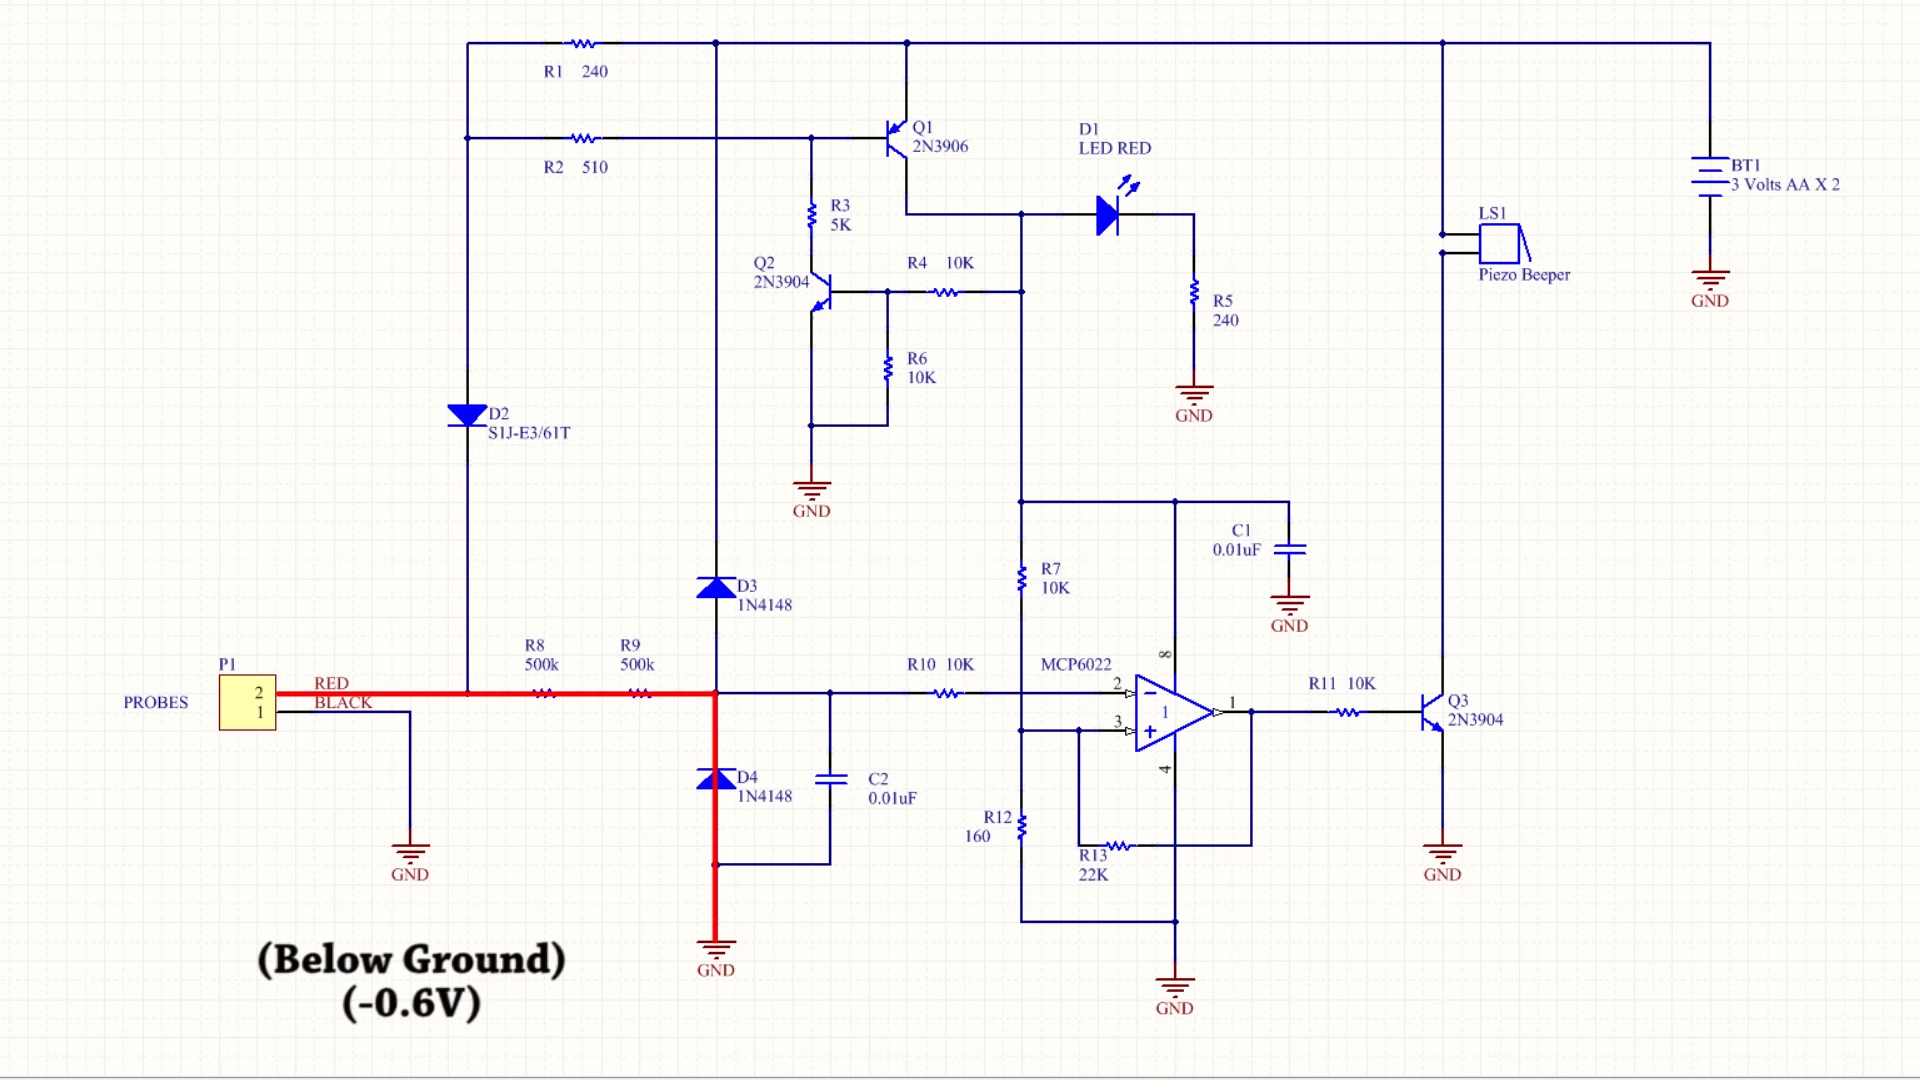 R1 240
R2 510
Q1
2N3906
D1
LED RED
BT1
3 Volts AA X 2
GND
R3
5K
LS1
Piezo Beeper
Q2
2N3904
R4 10K
R5
240
GND
R6
10K
D2
S1J-E3/61T
GND
C1
0.01uF
GND
R7
10K
D3
1N4148
R8
500k
R9
500k
P1
PROBES
2
1
RED
BLACK
GND
R10 10K
MCP6022
8
2
3
1
1
4
R11 10K
Q3
2N3904
GND
D4
1N4148
C2
0.01uF
R12
160
R13
22K
GND
GND
(Below Ground)
(-0.6V)